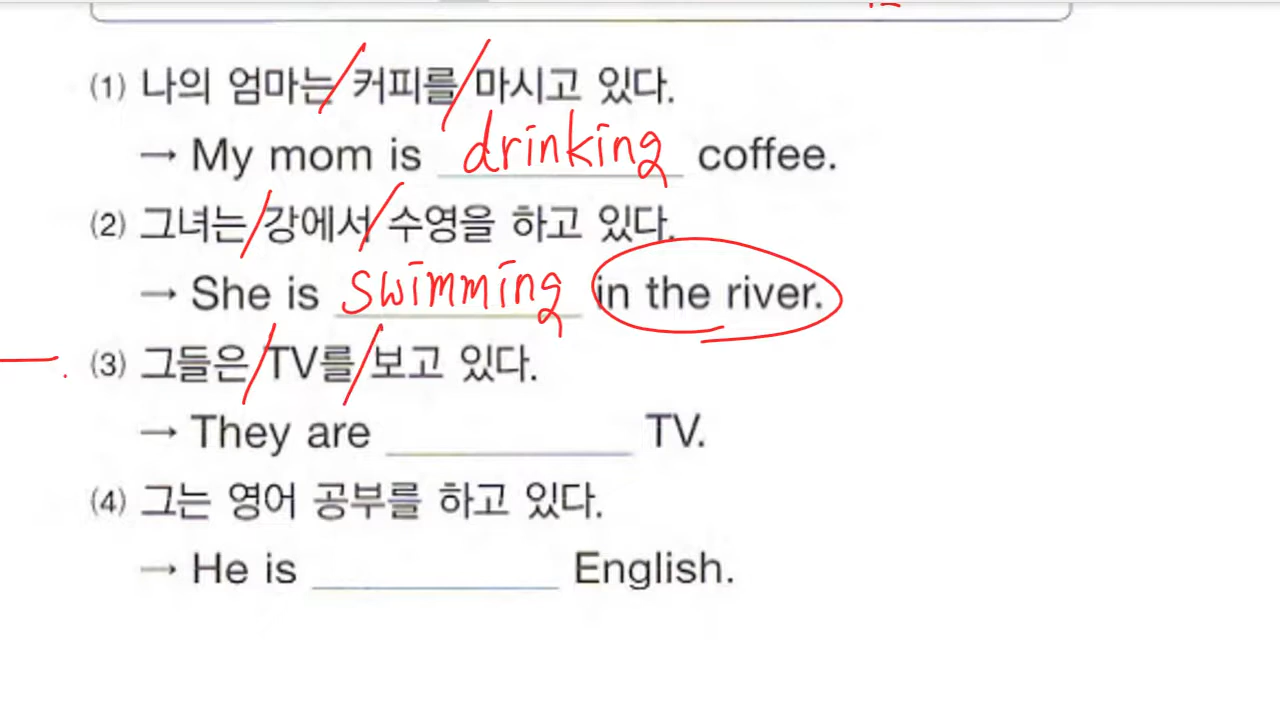 (1) 나의 엄마는 / 커피를 / 마시고 있다.
→ My mom is drinking coffee.
(2) 그녀는 / 강에서 / 수영을 하고 있다.
→ She is swimming in the river.
(3) 그들은 / TV를 / 보고 있다.
→ They are __________ TV.
(4) 그는 영어 공부를 하고 있다.
→ He is __________ English.